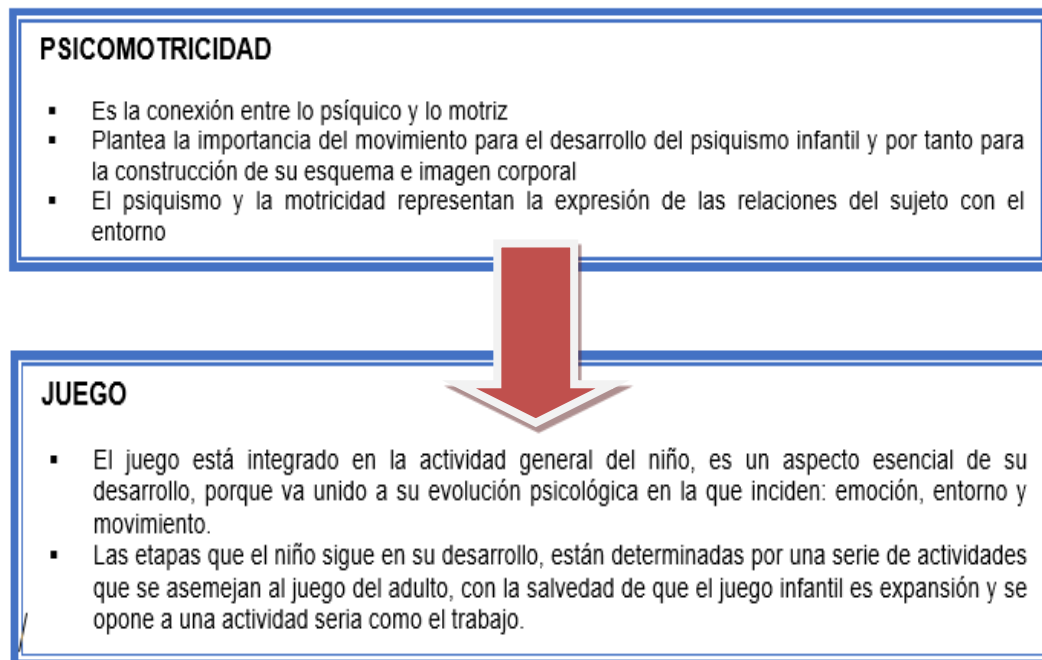 PSICOMOTRICIDAD
▪ Es la conexión entre lo psíquico y lo motriz
▪ Plantea la importancia del movimiento para el desarrollo del psiquismo infantil y por tanto para
la construcción de su esquema e imagen corporal
▪ El psiquismo y la motricidad representan la expresión de las relaciones del sujeto con el
entorno
JUEGO
▪ El juego está integrado en la actividad general del niño, es un aspecto esencial de su
desarrollo, porque va unido a su evolución psicológica en la que inciden: emoción, entorno y
movimiento.
▪ Las etapas que el niño sigue en su desarrollo, están determinadas por una serie de actividades
que se asemejan al juego del adulto, con la salvedad de que el juego infantil es expansión y se
opone a una actividad seria como el trabajo.